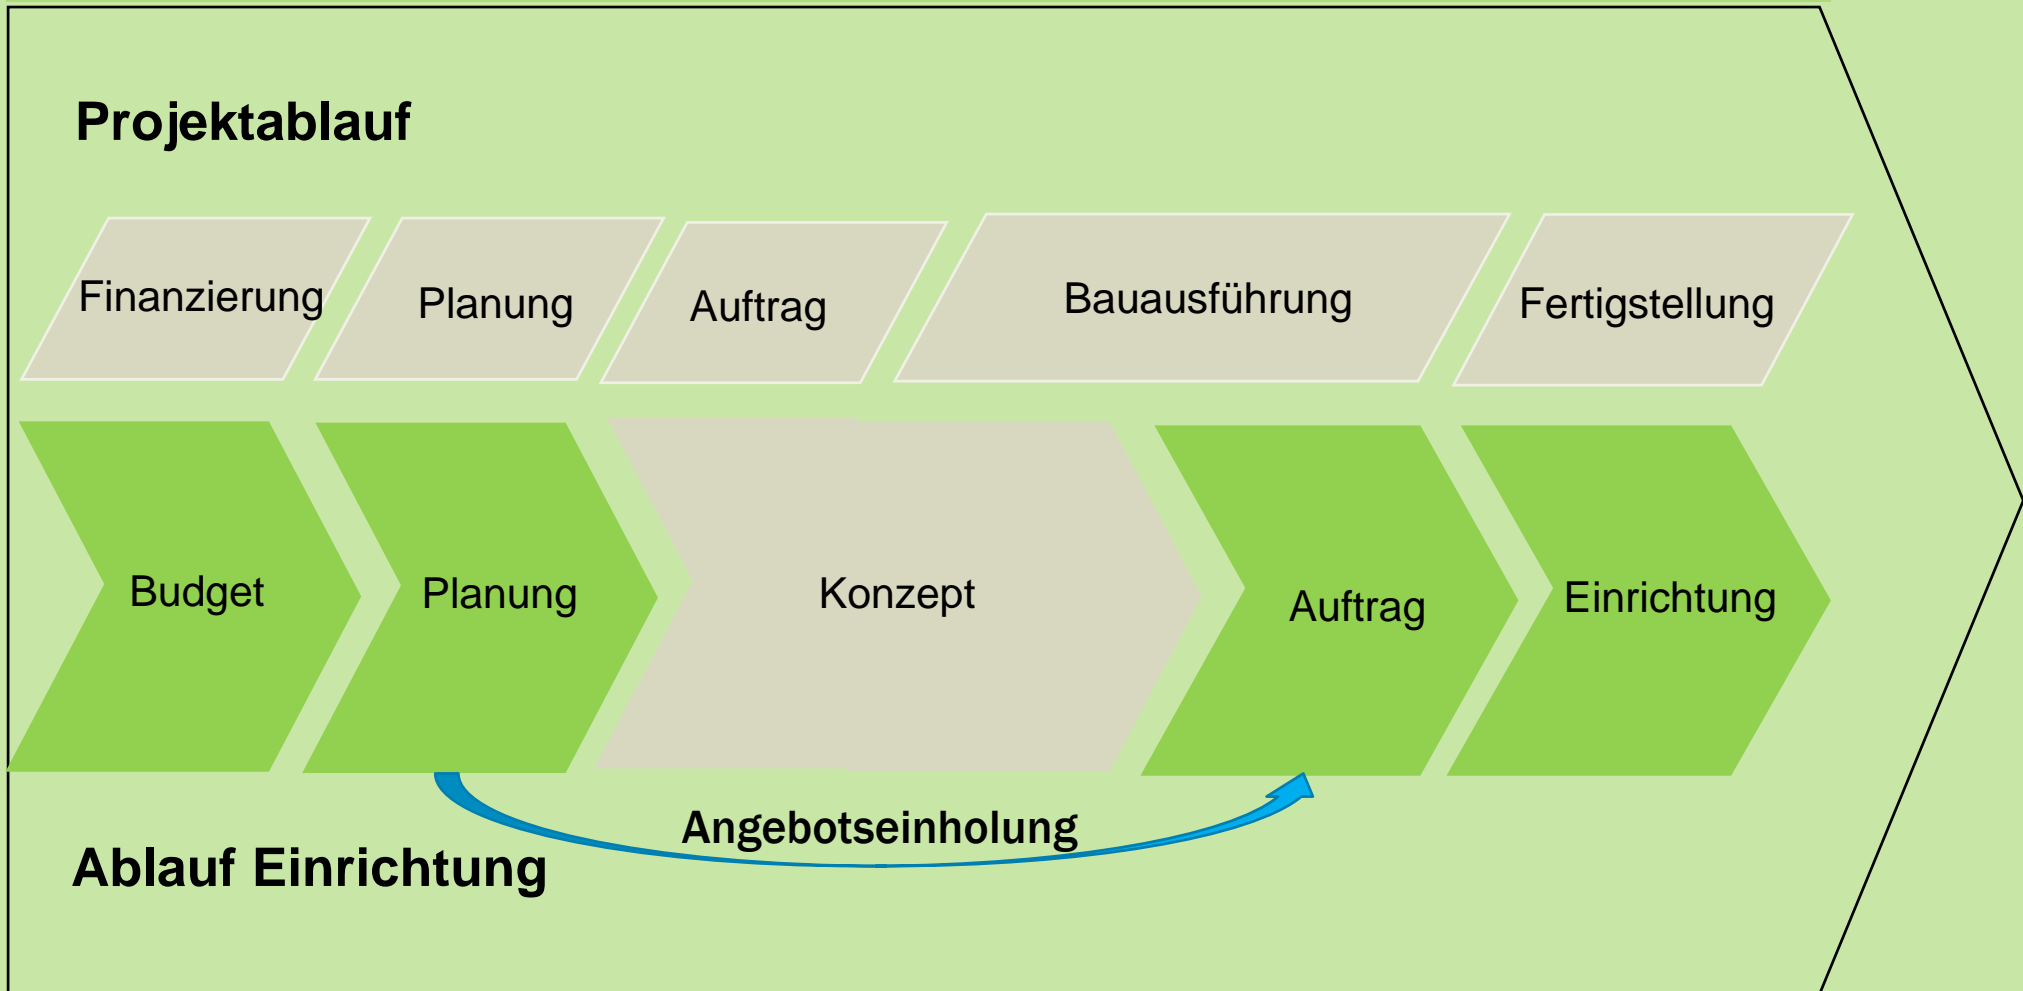 Projektablauf
Finanzierung
Planung
Auftrag
Bauausführung
Fertigstellung
Budget
Planung
Konzept
Auftrag
Einrichtung
Angebotseinholung
Ablauf Einrichtung